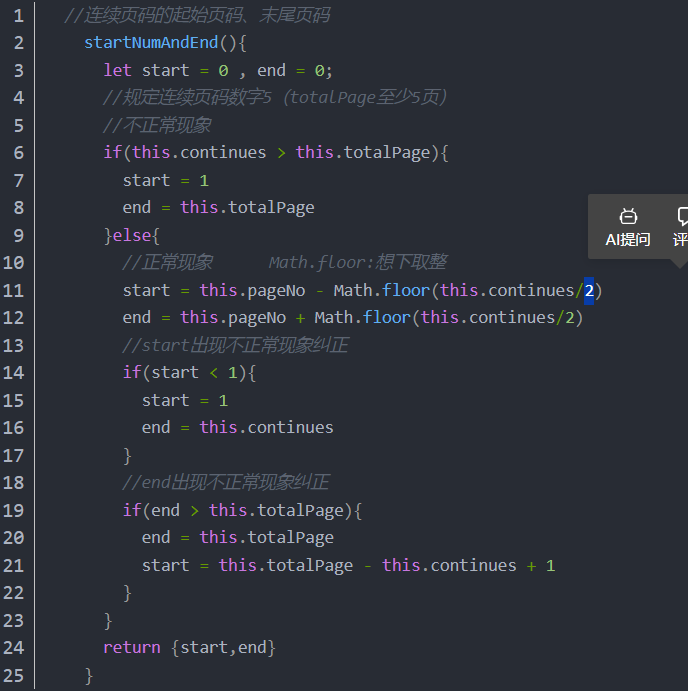 1 //连续页码的起始页码、末尾页码
2 startNumAndEnd(){
3 let start = 0 , end = 0;
4 //规定连续页码数字5（totalPage至少5页）
5 //不正常现象
6 if(this.continues > this.totalPage){
7 start = 1
8 end = this.totalPage
9 }else{
10 //正常现象 Math.floor:想下取整
11 start = this.pageNo - Math.floor(this.continues/2)
12 end = this.pageNo + Math.floor(this.continues/2)
13 //start出现不正常现象纠正
14 if(start < 1){
15 start = 1
16 end = this.continues
17 }
18 //end出现不正常现象纠正
19 if(end > this.totalPage){
20 end = this.totalPage
21 start = this.totalPage - this.continues + 1
22 }
23 }
24 return {start,end}
25 }
AI提问 评